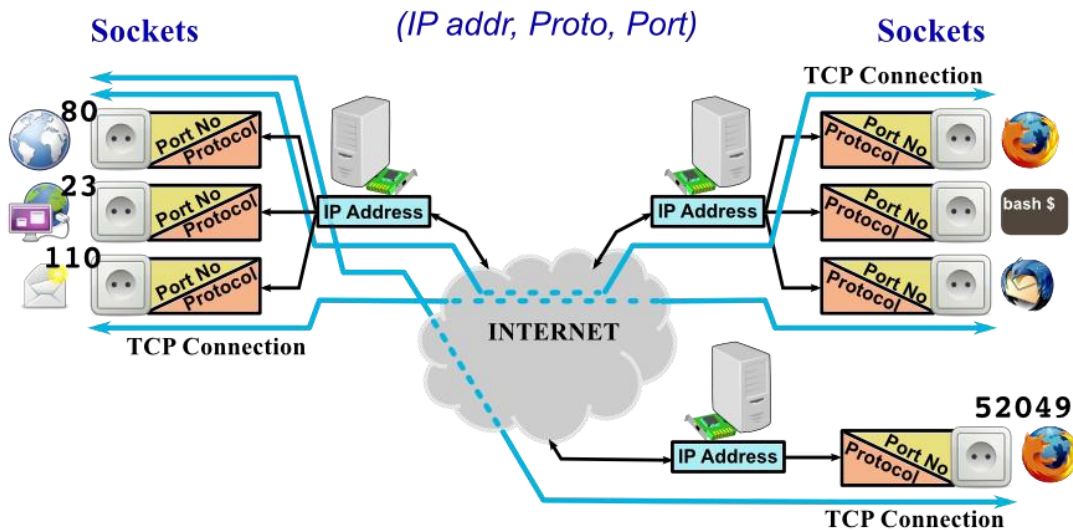 Sockets
(IP addr, Proto, Port)
Sockets
TCP Connection
80
Port No
Protocol
Port No
Protocol
23
Port No
Protocol
IP Address
IP Address
Port No
Protocol
bash $
110
Port No
Protocol
Port No
Protocol
TCP Connection
INTERNET
52049
IP Address
Port No
Protocol
TCP Connection